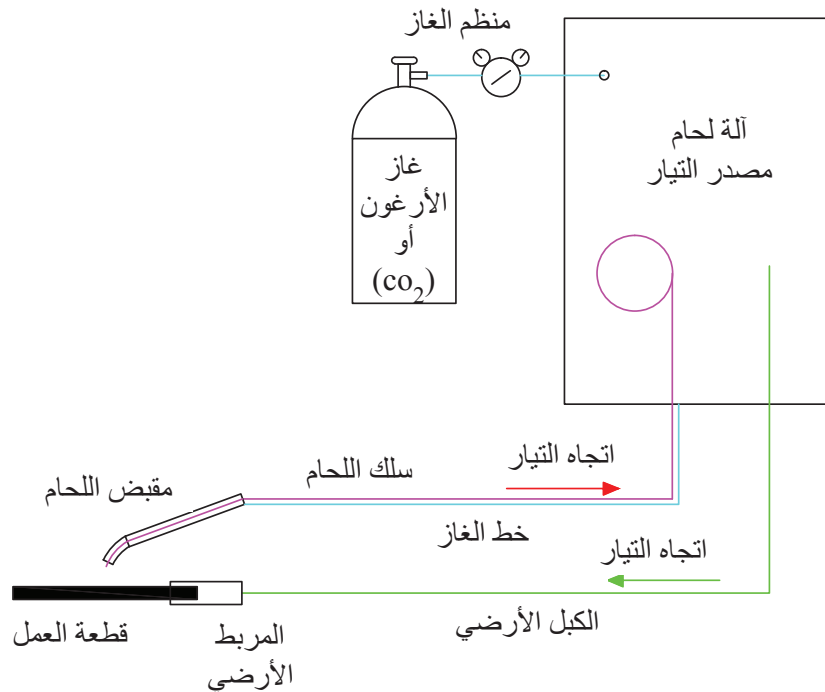 منظم الغاز
آلة لحام
مصدر التيار
غاز
الأرغون
أو
(co2)
اتجاه التيار
سلك اللحام
مقبض اللحام
خط الغاز
اتجاه التيار
الكبل الأرضي
المربط
الأرضي
قطعة العمل